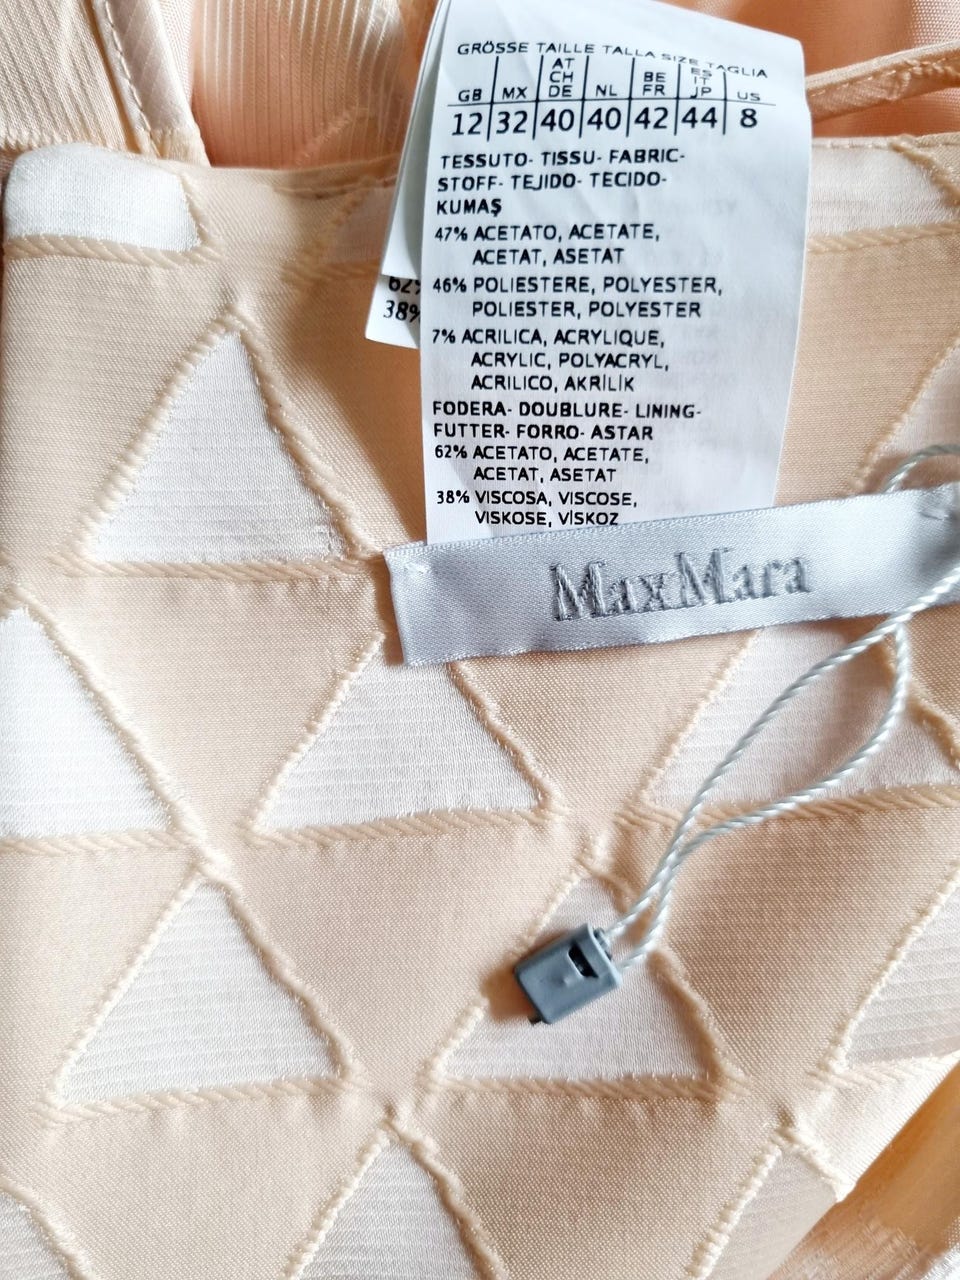 GRÖSSE TAILLE TALLA SIZE TAGLIA
GB MX AT CH DE NL BE FR ES IT JP US
12 32 40 40 42 44 8
TESSUTO- TISSU- FABRIC-
STOFF- TEJIDO- TECIDO-
KUMAŞ
47% ACETATO, ACETATE,
ACETAT, ASETAT
46% POLIESTERE, POLYESTER,
POLIESTER, POLYESTER
7% ACRILICA, ACRYLIQUE,
ACRYLIC, POLYACRYL,
ACRILICO, AKRİLİK
FODERA- DOUBLURE- LINING-
FUTTER- FORRO- ASTAR
62% ACETATO, ACETATE,
ACETAT, ASETAT
38% VISCOSA, VISCOSE,
VISKOSE, VİSKOZ
62%
38%
MaxMara